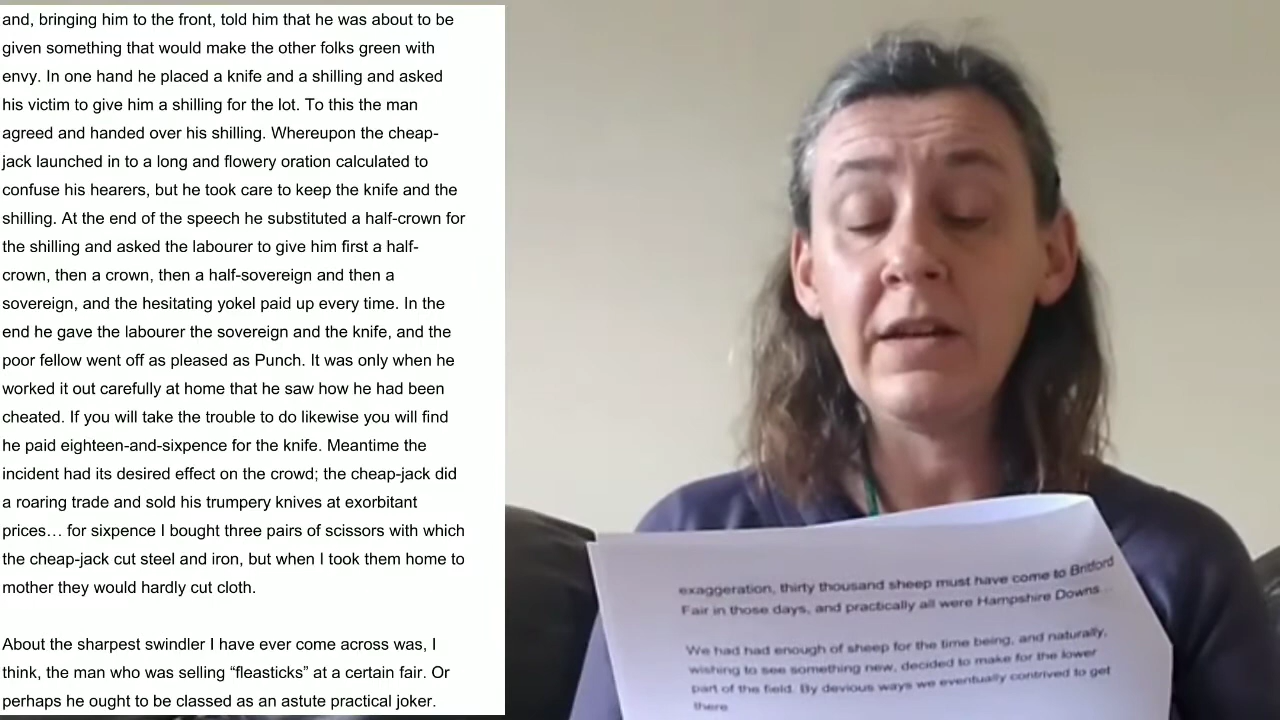 and, bringing him to the front, told him that he was about to be
given something that would make the other folks green with
envy. In one hand he placed a knife and a shilling and asked
his victim to give him a shilling for the lot. To this the man
agreed and handed over his shilling. Whereupon the cheap-
jack launched in to a long and flowery oration calculated to
confuse his hearers, but he took care to keep the knife and the
shilling. At the end of the speech he substituted a half-crown for
the shilling and asked the labourer to give him first a half-
crown, then a crown, then a half-sovereign and then a
sovereign, and the hesitating yokel paid up every time. In the
end he gave the labourer the sovereign and the knife, and the
poor fellow went off as pleased as Punch. It was only when he
worked it out carefully at home that he saw how he had been
cheated. If you will take the trouble to do likewise you will find
he paid eighteen-and-sixpence for the knife. Meantime the
incident had its desired effect on the crowd; the cheap-jack did
a roaring trade and sold his trumpery knives at exorbitant
prices… for sixpence I bought three pairs of scissors with which
the cheap-jack cut steel and iron, but when I took them home to
mother they would hardly cut cloth.
About the sharpest swindler I have ever come across was, I
think, the man who was selling “fleasticks” at a certain fair. Or
perhaps he ought to be classed as an astute practical joker.
exaggeration, thirty thousand sheep must have come to Britford
Fair in those days, and practically all were Hampshire Downs…
We had had enough of sheep for the time being, and naturally,
wishing to see something new, decided to make for the lower
part of the field. By devious ways we eventually contrived to get
there